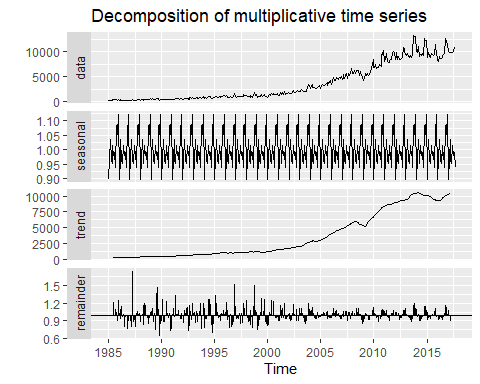 Decomposition of multiplicative time series
data
10000
5000
0
seasonal
1.10
1.05
1.00
0.95
0.90
trend
10000
7500
5000
2500
0
remainder
1.5
1.2
0.9
0.6
1985 1990 1995 2000 2005 2010 2015
Time